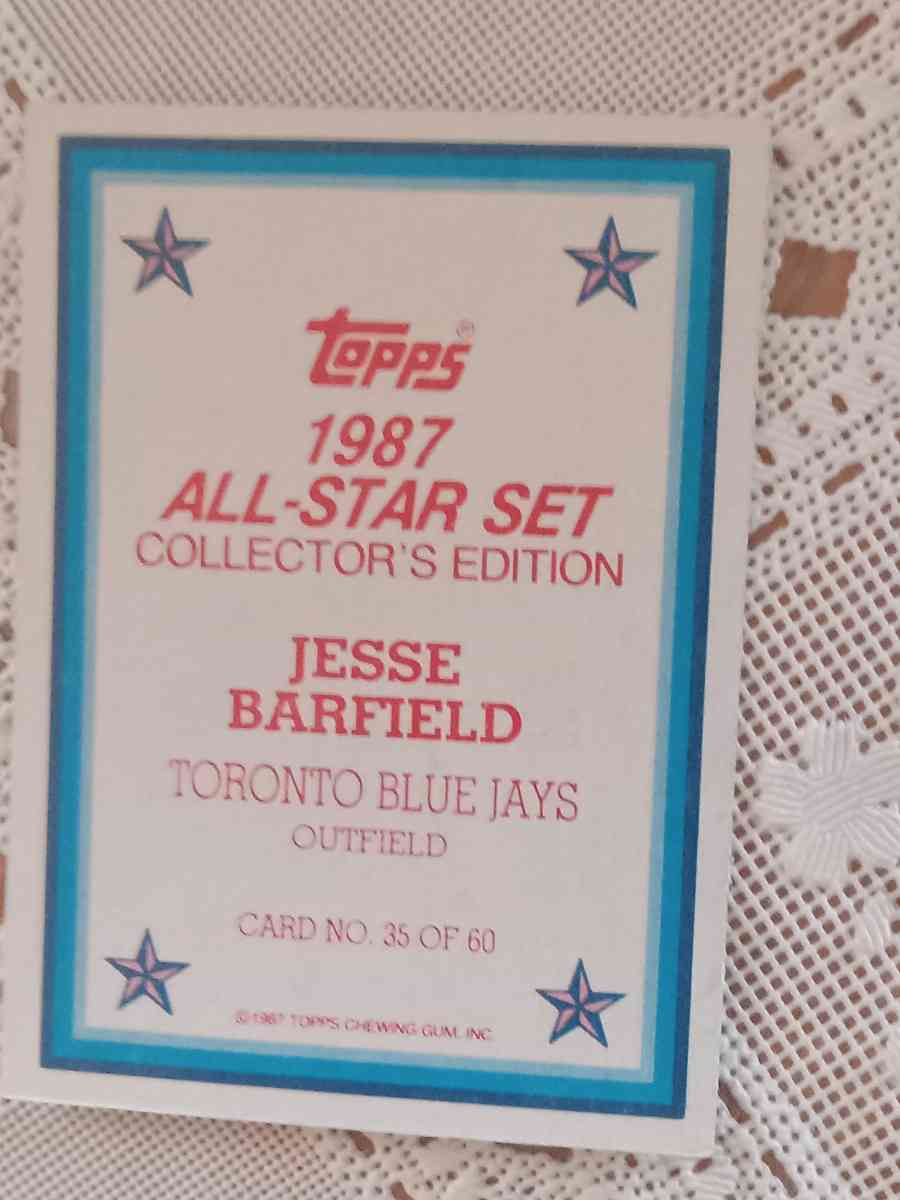 Topps®
1987
ALL-STAR SET
COLLECTOR'S EDITION
JESSE
BARFIELD
TORONTO BLUE JAYS
OUTFIELD
CARD NO. 35 OF 60
©1987 TOPPS CHEWING GUM, INC.